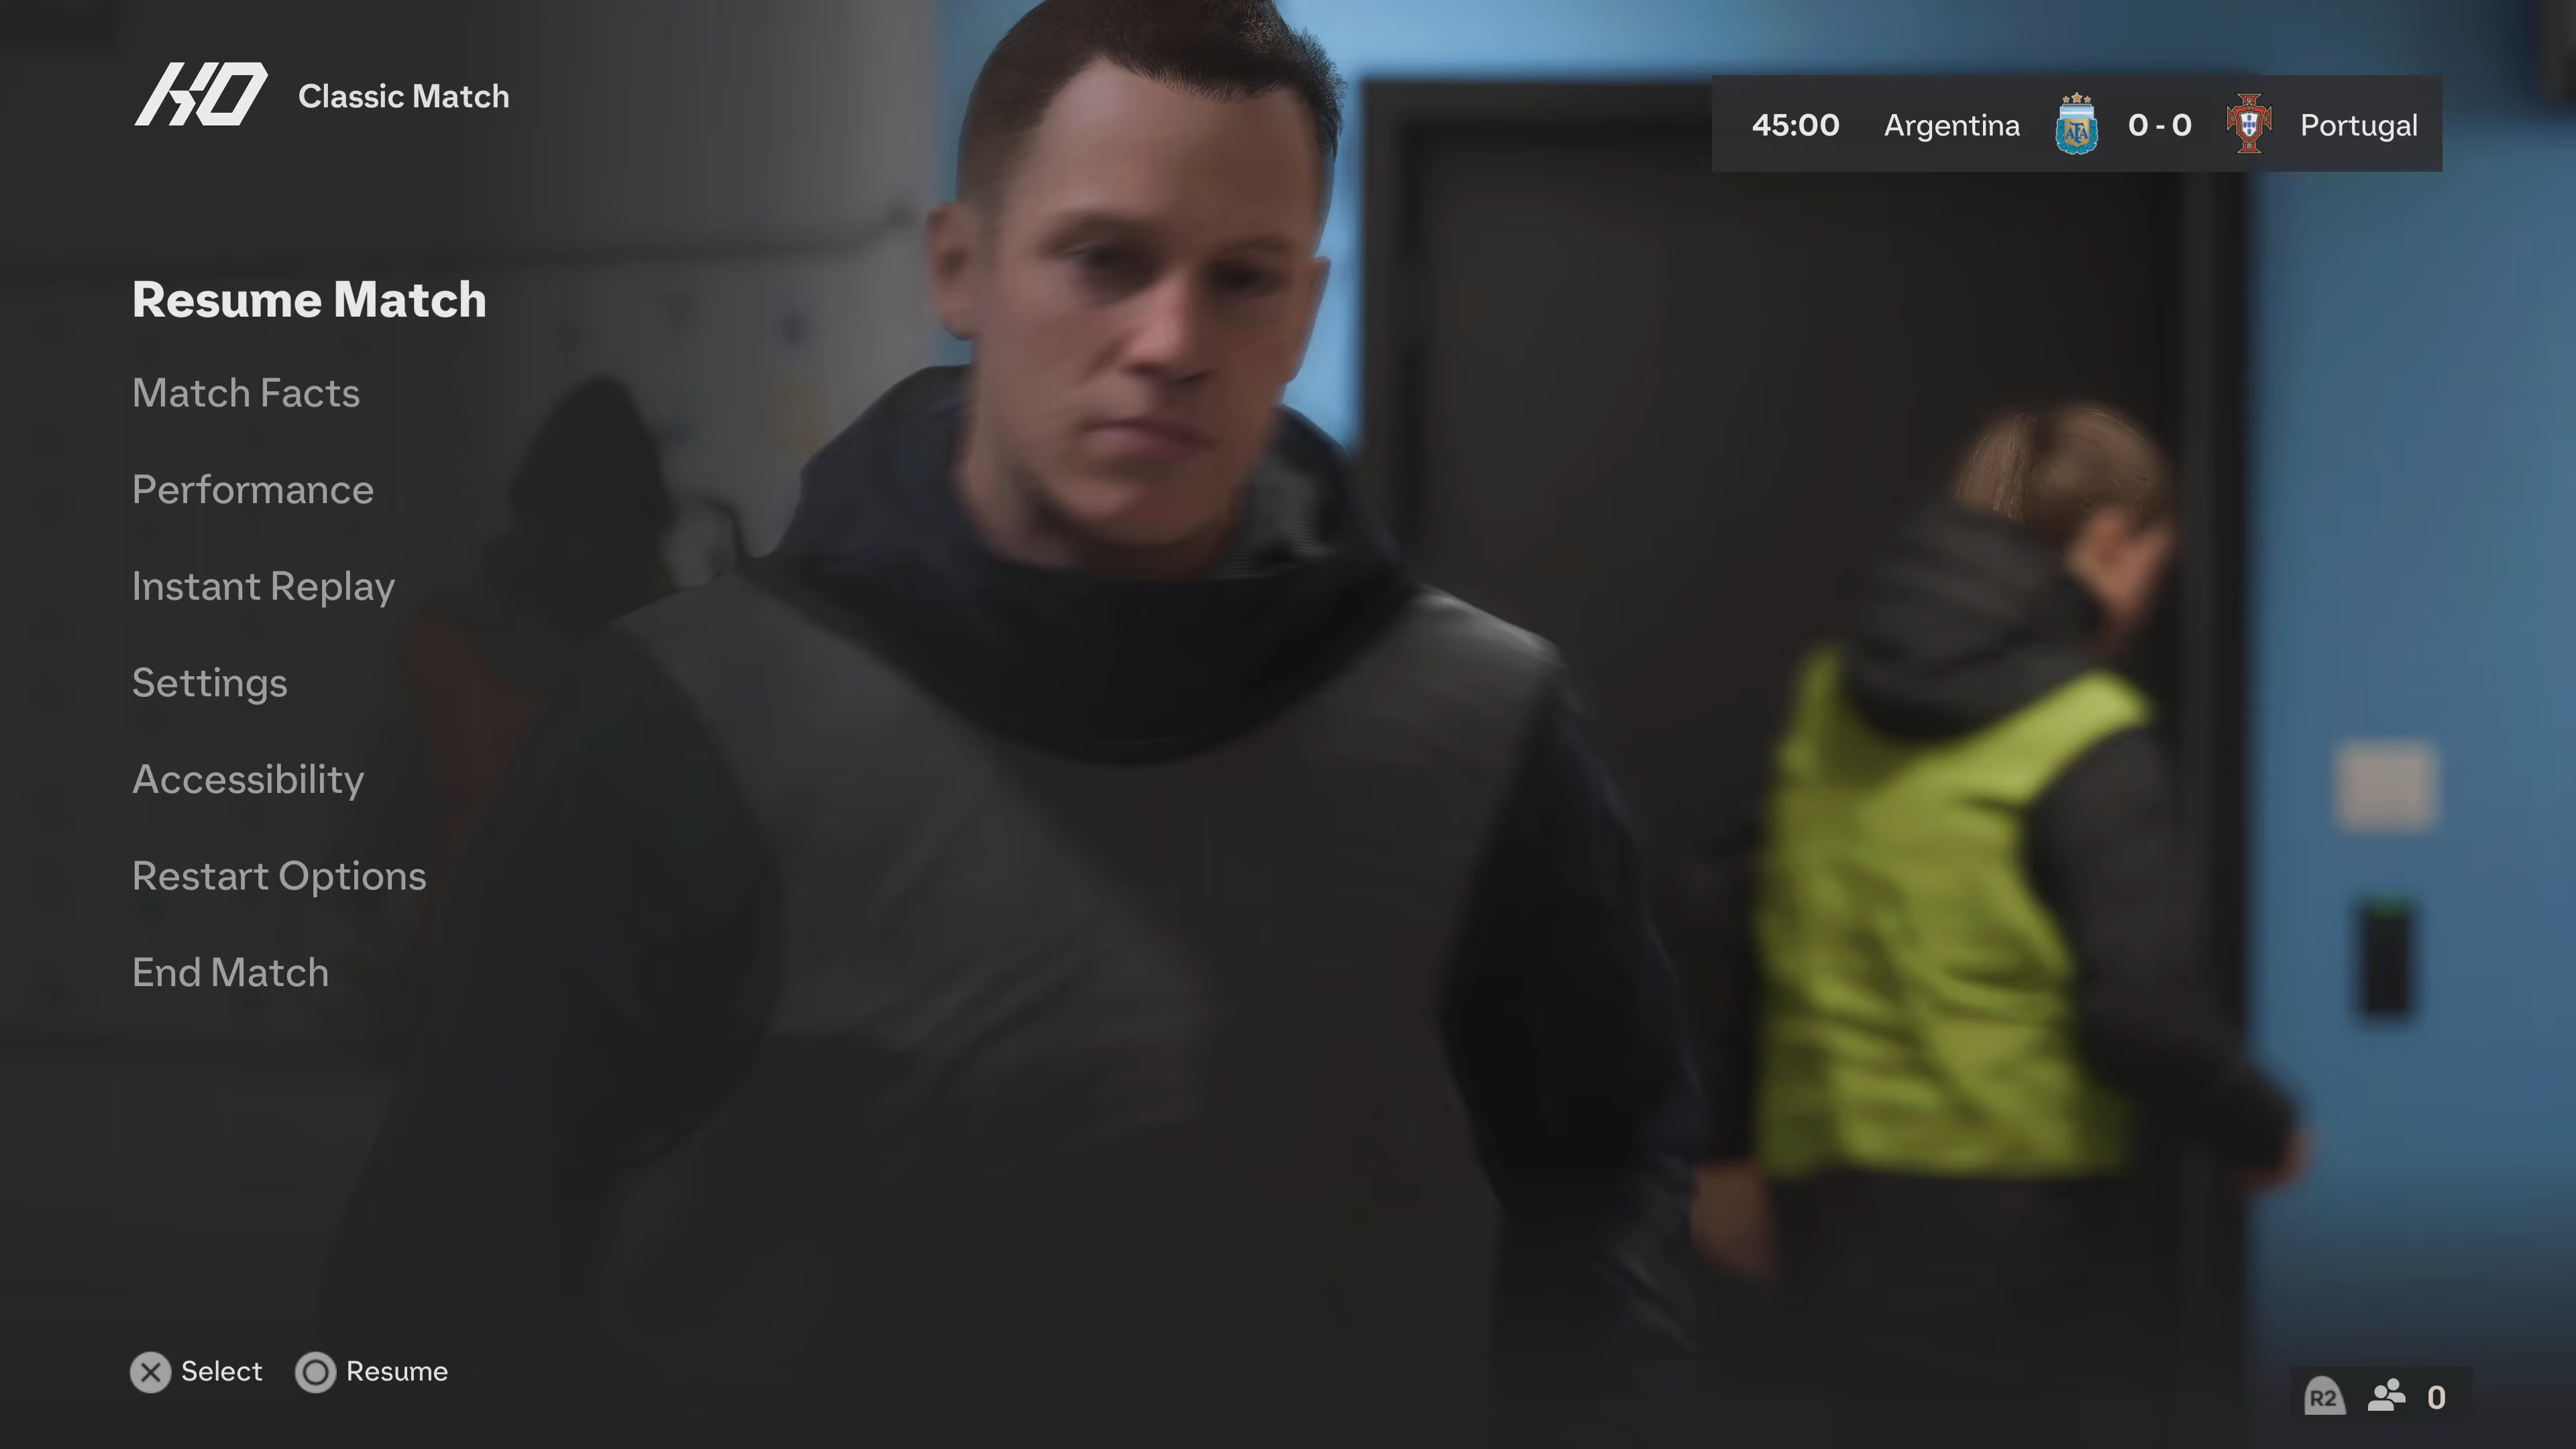 KO Classic Match
45:00 Argentina AFA 0 - 0 Portugal
Resume Match
Match Facts
Performance
Instant Replay
Settings
Accessibility
Restart Options
End Match
Select Resume
R2 0